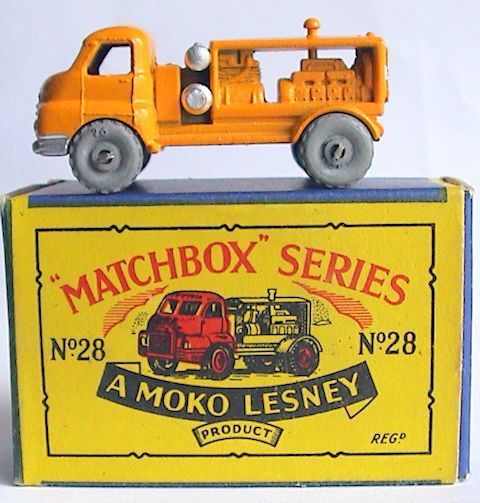 "MATCHBOX" SERIES
Nº28 Nº28
A MOKO LESNEY
PRODUCT
REGD